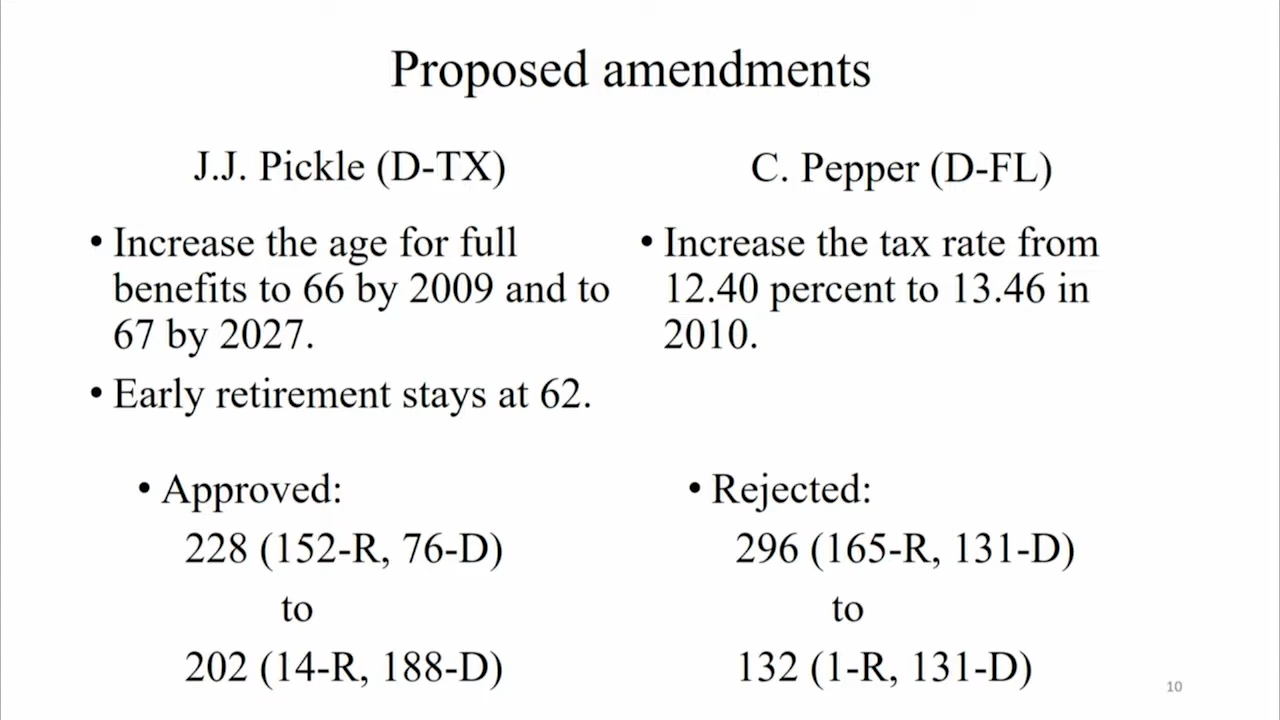 Proposed amendments
J.J. Pickle (D-TX)
• Increase the age for full
benefits to 66 by 2009 and to
67 by 2027.
• Early retirement stays at 62.
• Approved:
228 (152-R, 76-D)
to
202 (14-R, 188-D)
C. Pepper (D-FL)
• Increase the tax rate from
12.40 percent to 13.46 in
2010.
• Rejected:
296 (165-R, 131-D)
to
132 (1-R, 131-D)
10